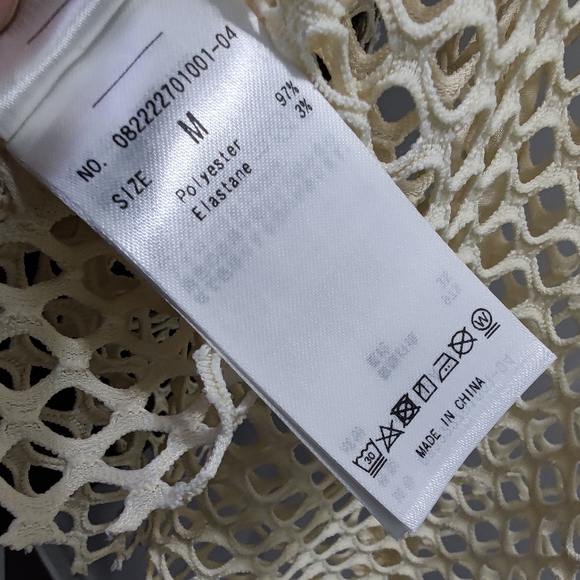 NO. 082222701001-04
SIZE M
Polyester 97%
Elastane 3%
30 W
MADE IN CHINA